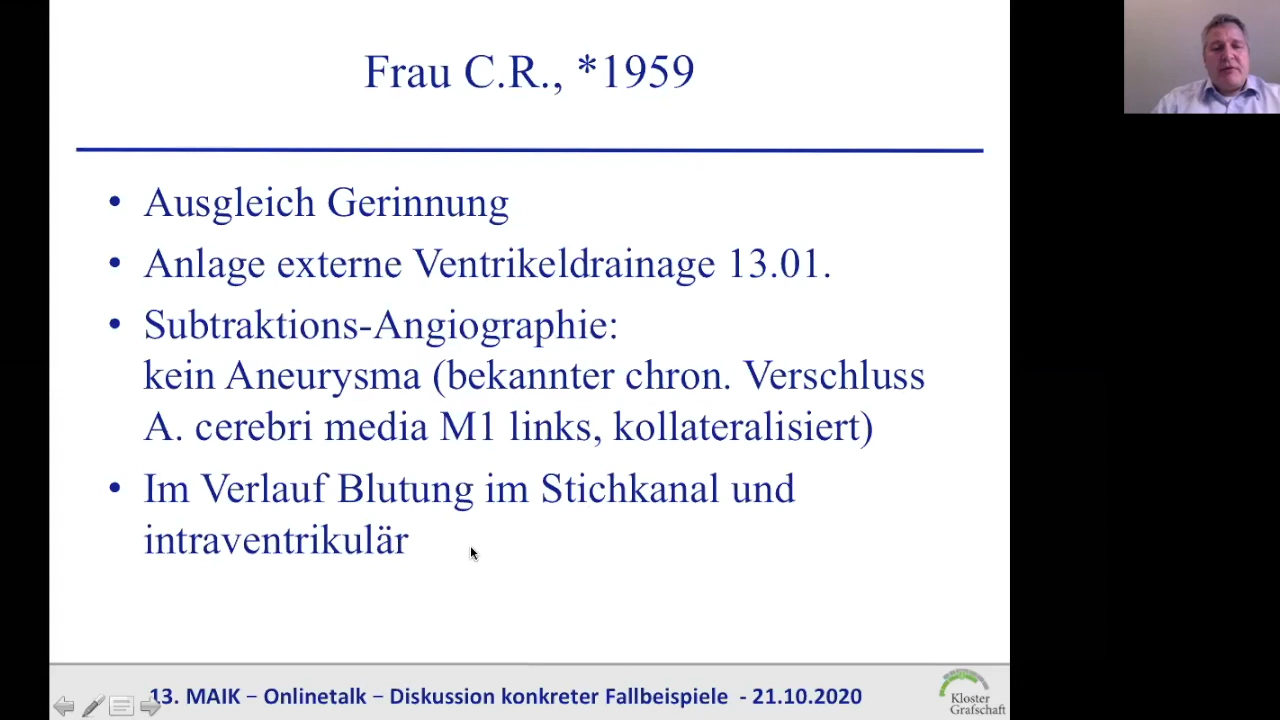 Frau C.R., *1959
• Ausgleich Gerinnung
• Anlage externe Ventrikeldrainage 13.01.
• Subtraktions-Angiographie:
kein Aneurysma (bekannter chron. Verschluss
A. cerebri media M1 links, kollateralisiert)
• Im Verlauf Blutung im Stichkanal und
intraventrikulär
13. MAIK – Onlinetalk – Diskussion konkreter Fallbeispiele - 21.10.2020
Kloster
Grafschaft